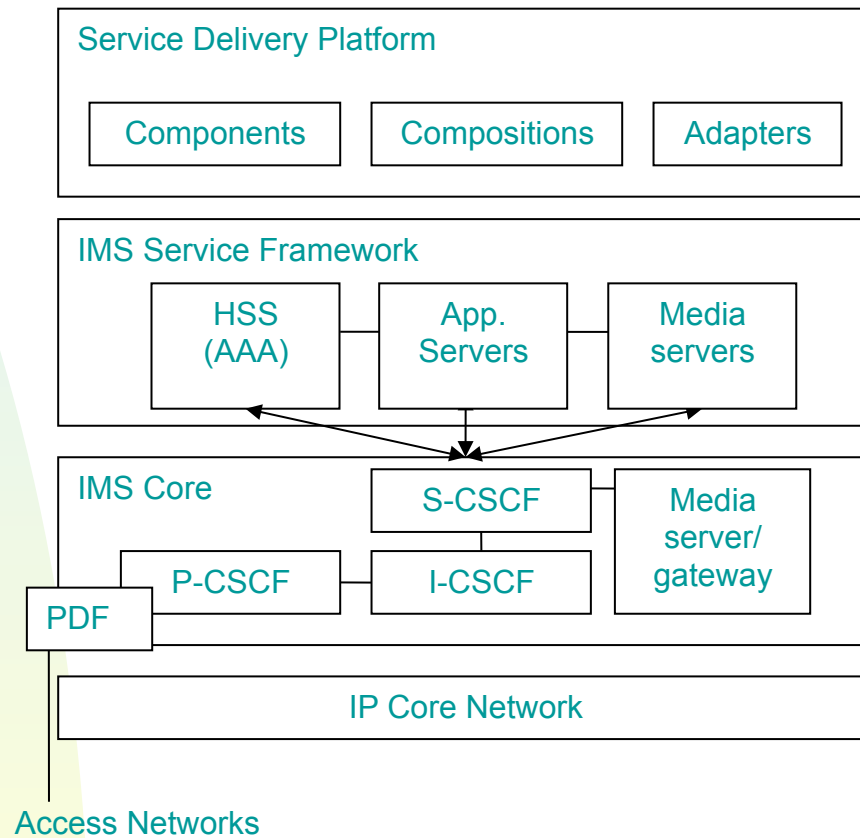 Service Delivery Platform
Components
Compositions
Adapters
IMS Service Framework
HSS
(AAA)
App.
Servers
Media
servers
IMS Core
S-CSCF
Media
server/
gateway
P-CSCF
I-CSCF
PDF
IP Core Network
Access Networks